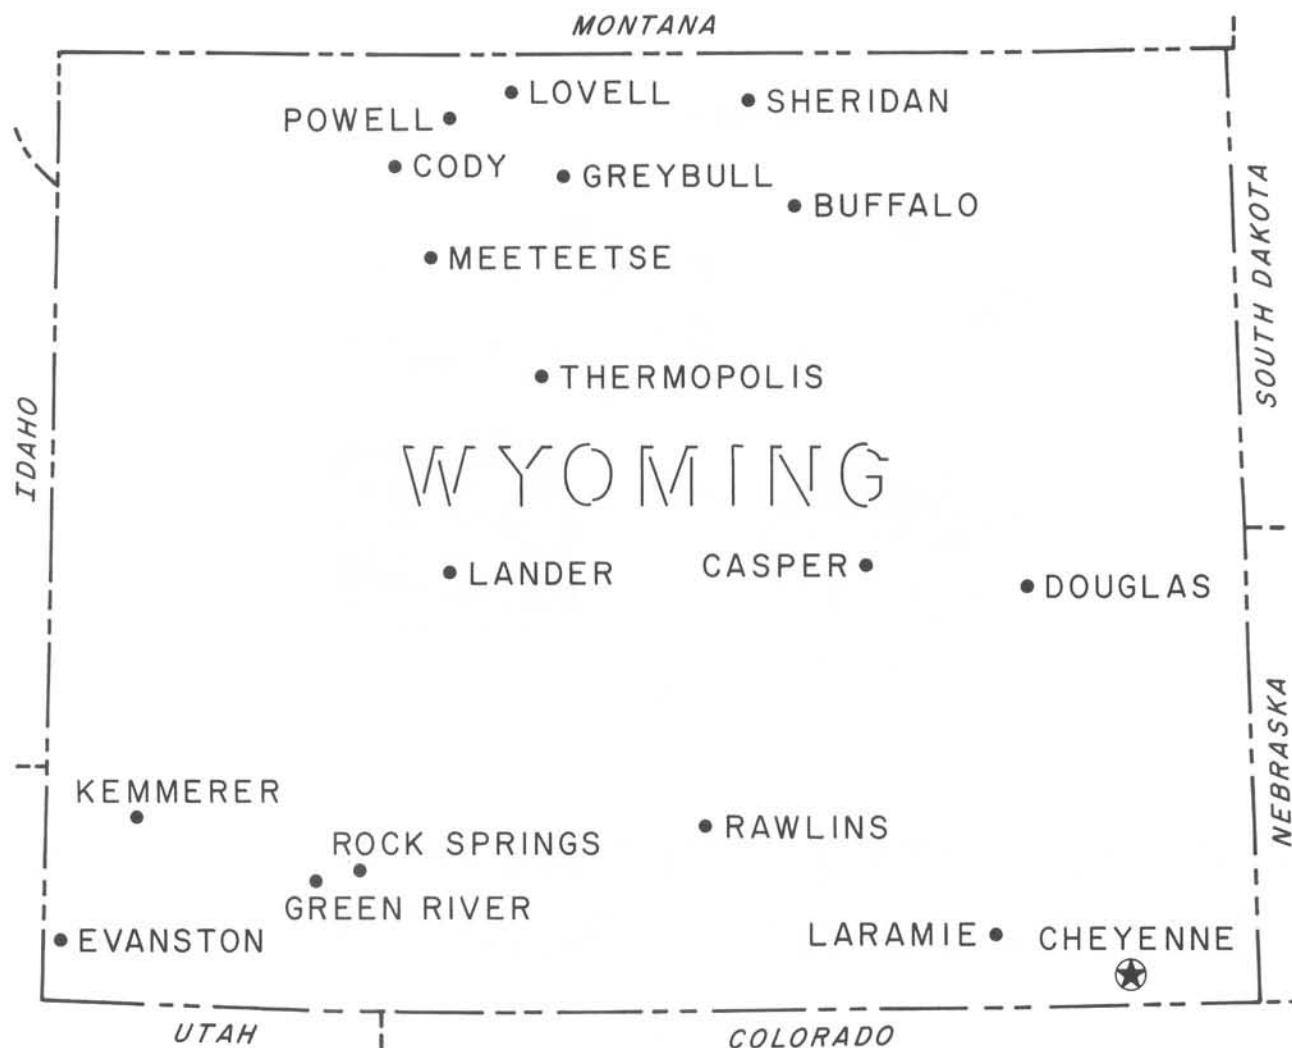 MONTANA
LOVELL
SHERIDAN
POWELL
CODY
GREYBULL
BUFFALO
SOUTH DAKOTA
MEETEETSE
THERMOPOLIS
IDAHO
WYOMING
LANDER
CASPER
DOUGLAS
NEBRASKA
KEMMERER
ROCK SPRINGS
RAWLINS
GREEN RIVER
EVANSTON
LARAMIE
CHEYENNE
UTAH
COLORADO